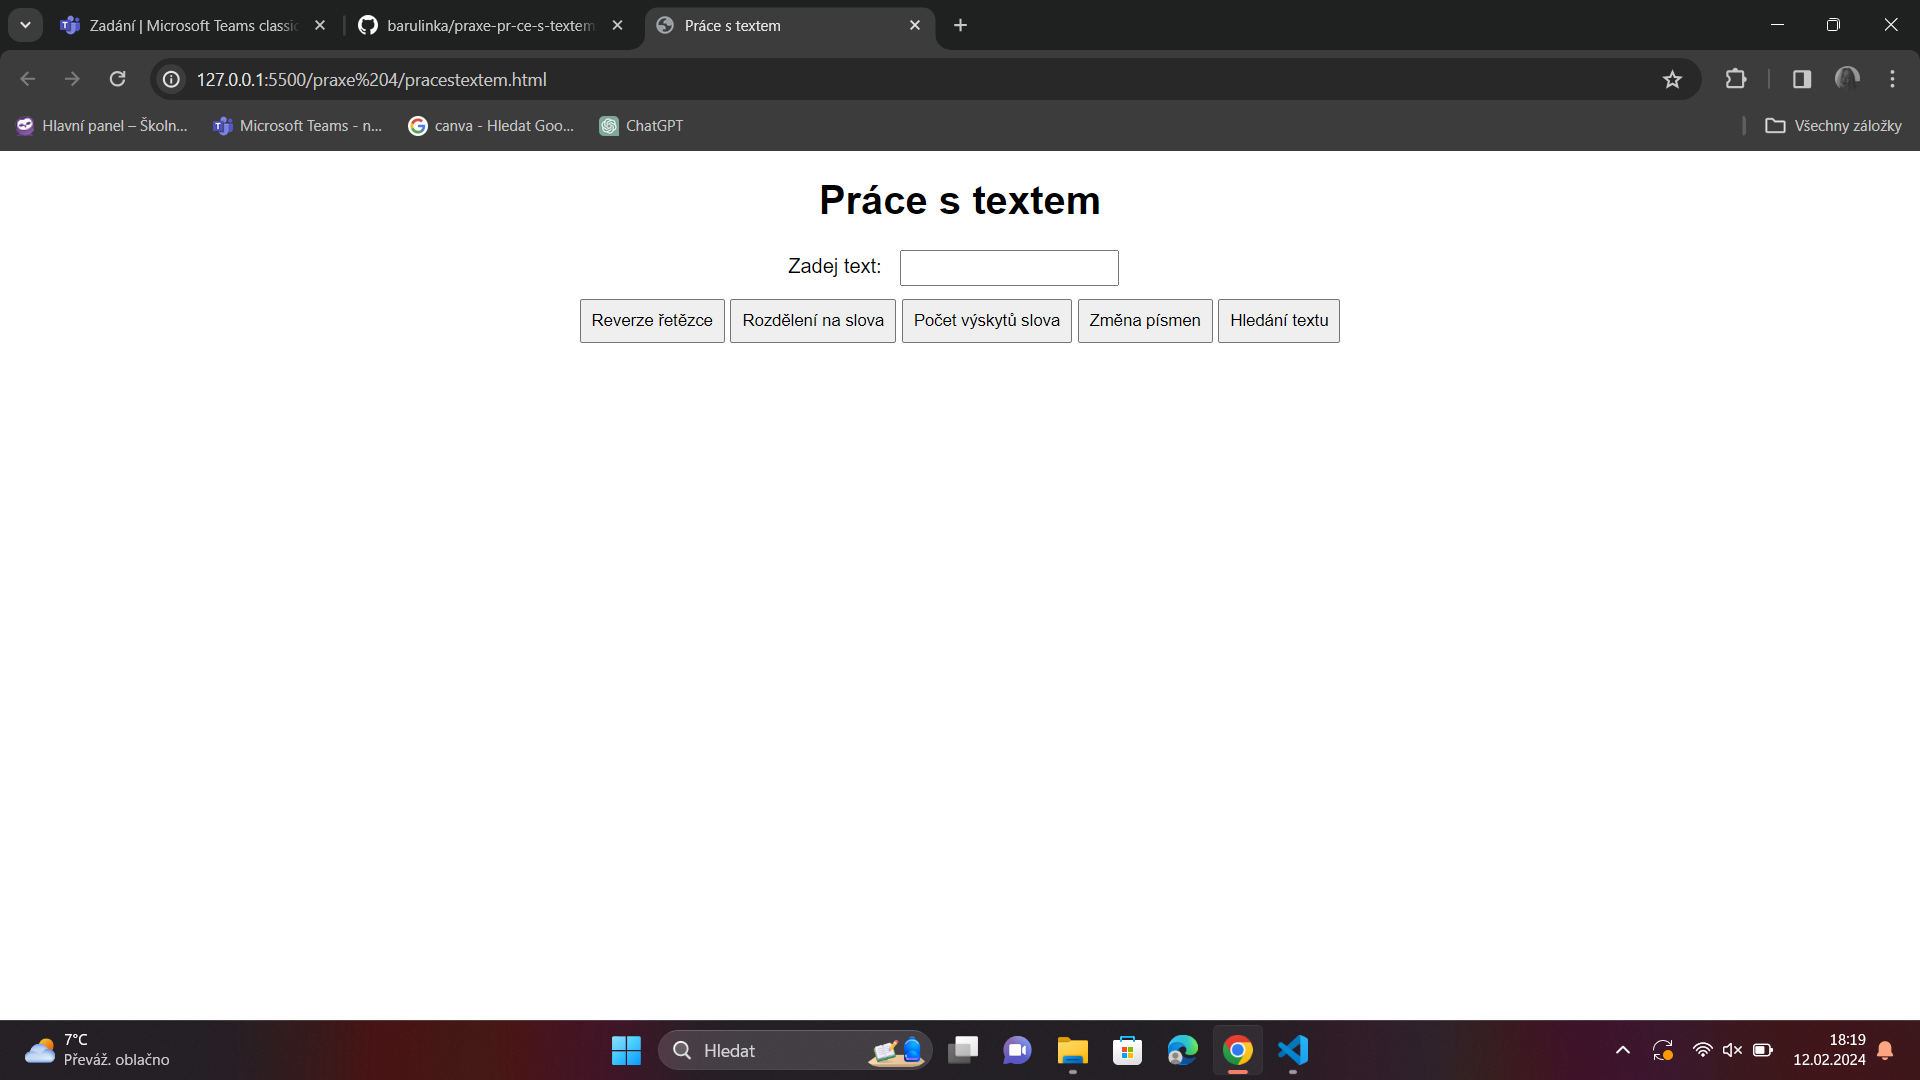 Zadání | Microsoft Teams classic
barulinka/praxe-pr-ce-s-textem
Práce s textem
127.0.0.1:5500/praxe%204/pracestextem.html
Hlavní panel – Školn...
Microsoft Teams - n...
canva - Hledat Goo...
ChatGPT
Všechny záložky
Práce s textem
Zadej text:
Reverze řetězce
Rozdělení na slova
Počet výskytů slova
Změna písmen
Hledání textu
7°C
Převáž. oblačno
Hledat
18:19
12.02.2024